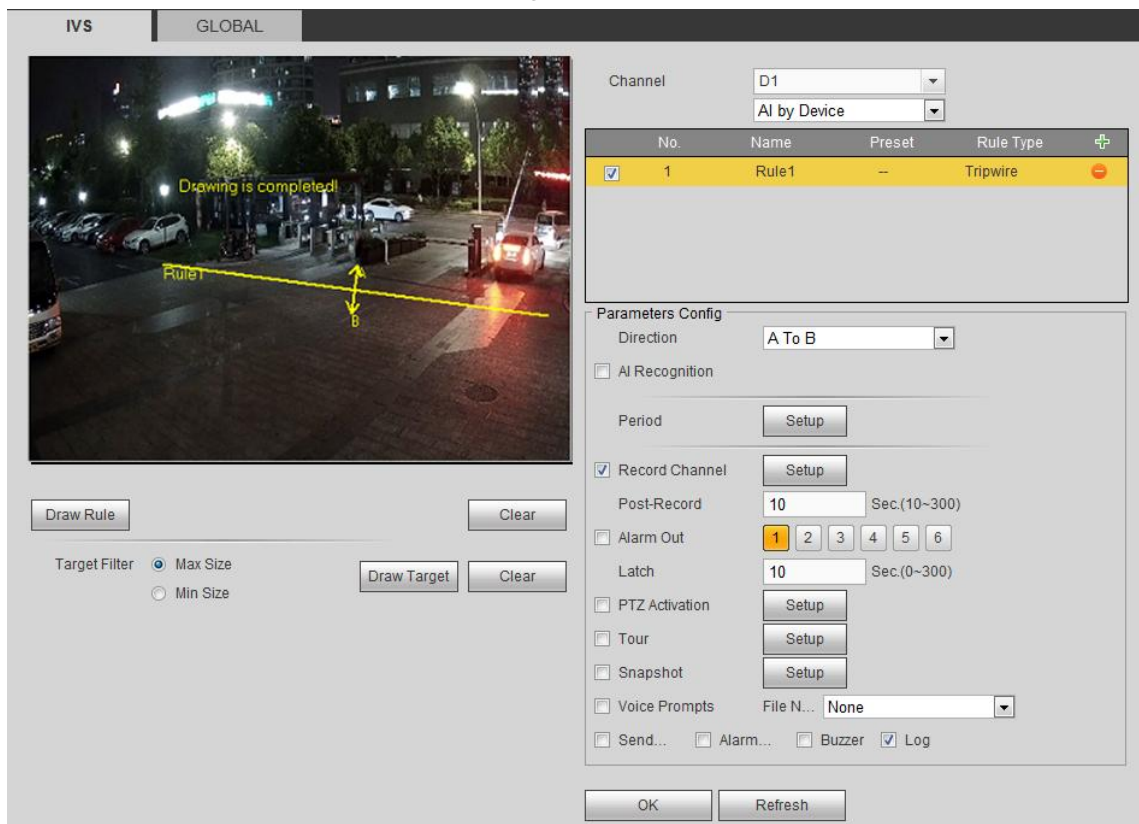 IVS GLOBAL
Drawing is completed!
Rule1
A
B
Draw Rule Clear
Target Filter Max Size
Draw Target Clear
Min Size
Channel D1
AI by Device
No. Name Preset Rule Type
1 Rule1 -- Tripwire
Parameters Config
Direction A To B
AI Recognition
Period Setup
Record Channel Setup
Post-Record 10 Sec.(10~300)
Alarm Out 1 2 3 4 5 6
Latch 10 Sec.(0~300)
PTZ Activation Setup
Tour Setup
Snapshot Setup
Voice Prompts File N... None
Send... Alarm... Buzzer Log
OK Refresh